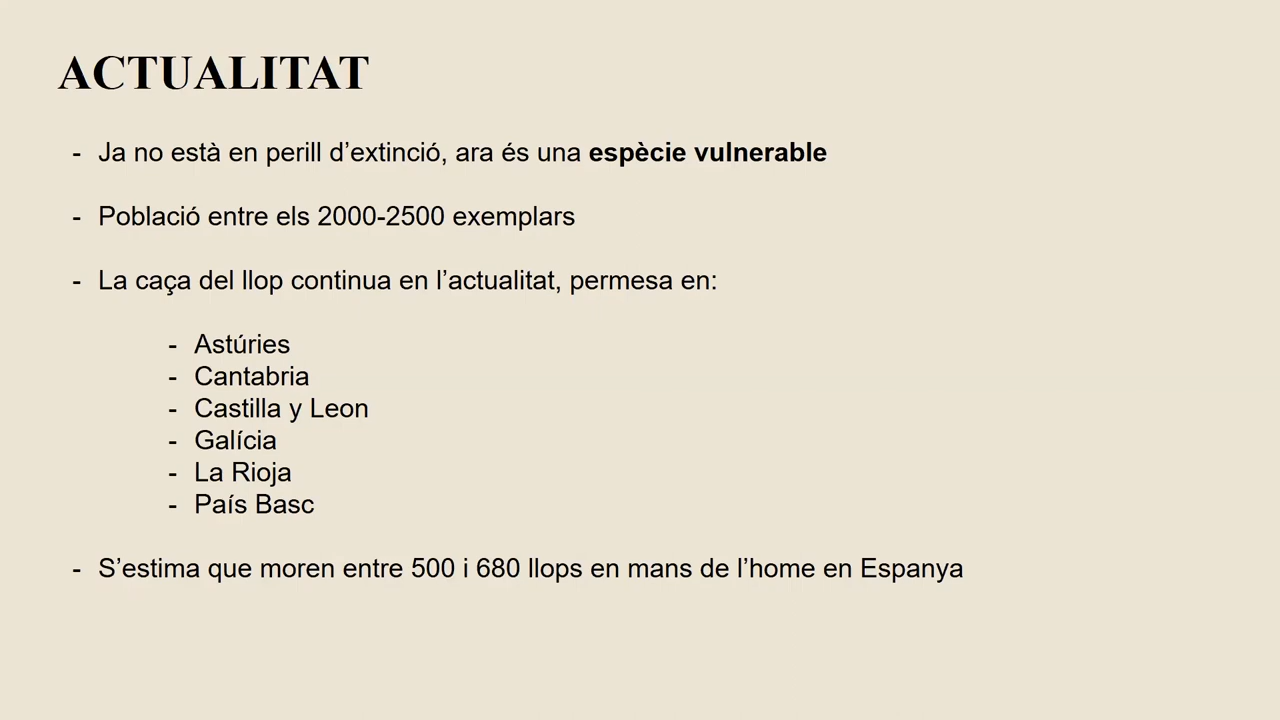 ACTUALITAT
- Ja no està en perill d’extinció, ara és una espècie vulnerable
- Població entre els 2000-2500 exemplars
- La caça del llop continua en l’actualitat, permesa en:
- Astúries
- Cantabria
- Castilla y Leon
- Galícia
- La Rioja
- País Basc
- S’estima que moren entre 500 i 680 llops en mans de l’home en Espanya